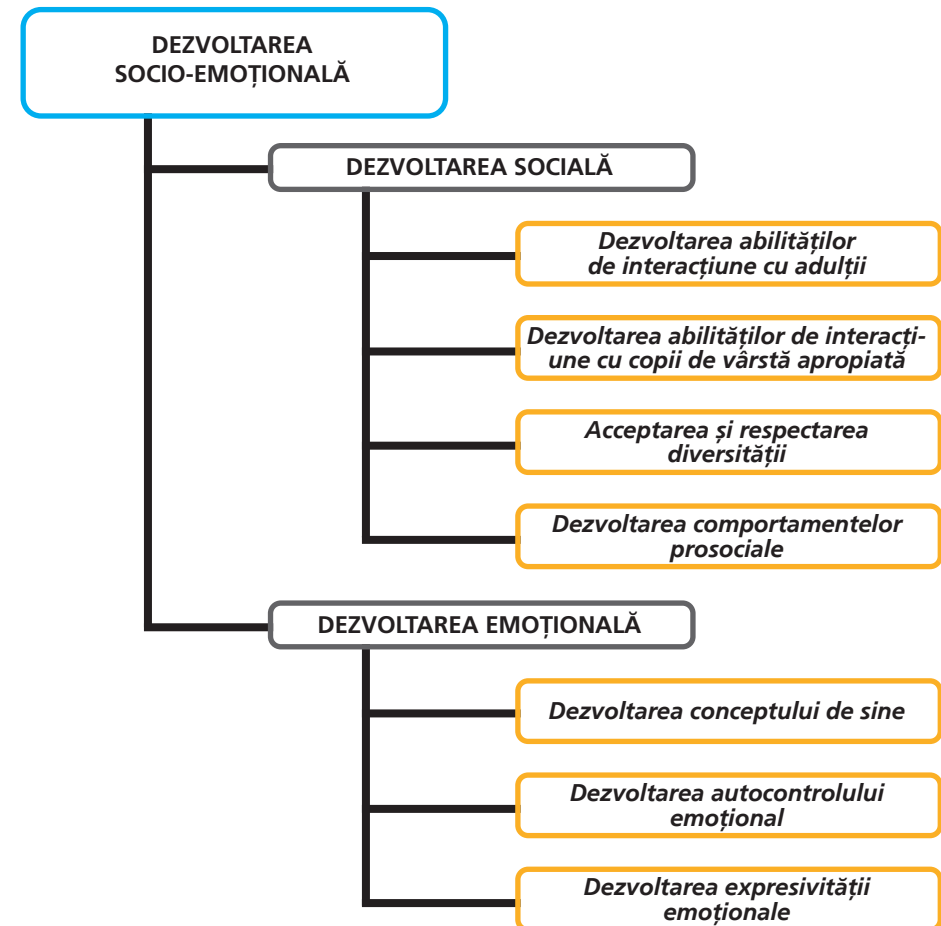 DEZVOLTAREA
SOCIO-EMOȚIONALĂ
DEZVOLTAREA SOCIALĂ
Dezvoltarea abilităților
de interacțiune cu adulții
Dezvoltarea abilităților de interacți-
une cu copii de vârstă apropiată
Acceptarea și respectarea
diversității
Dezvoltarea comportamentelor
prosociale
DEZVOLTAREA EMOȚIONALĂ
Dezvoltarea conceptului de sine
Dezvoltarea autocontrolului
emoțional
Dezvoltarea expresivității
emoționale